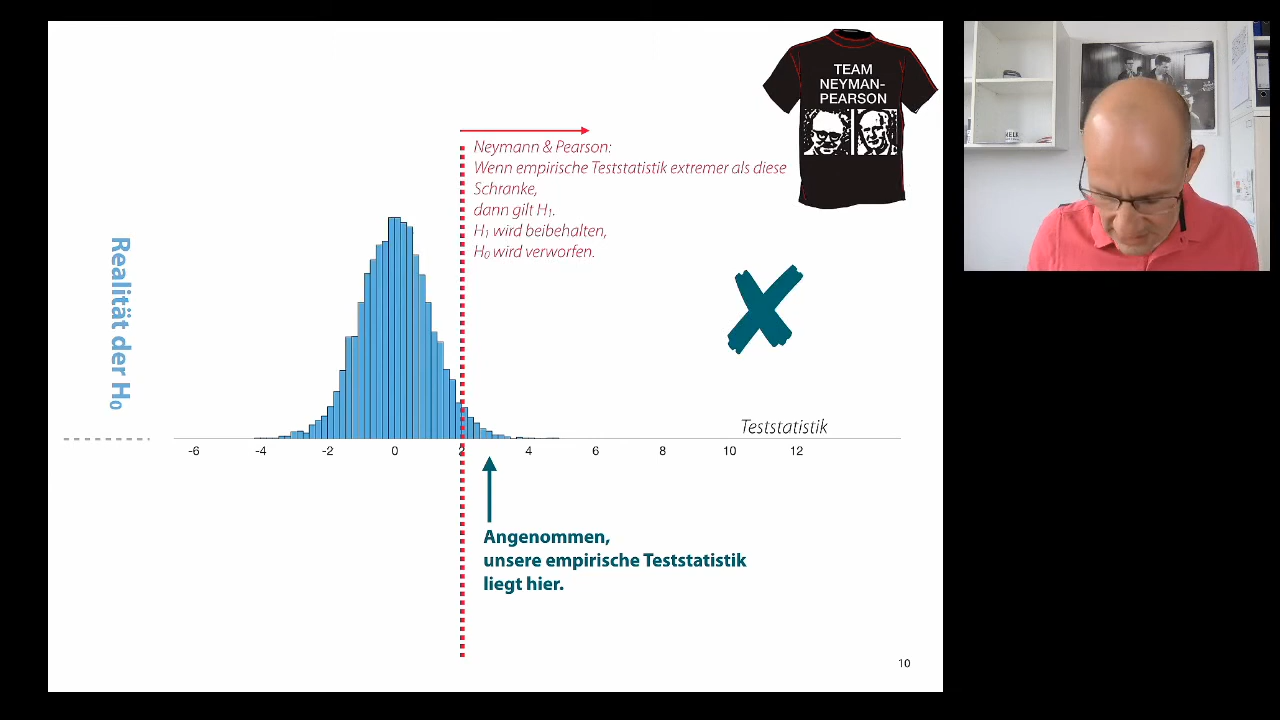 TEAM
NEYMAN-
PEARSON
Neymann & Pearson:
Wenn empirische Teststatistik extremer als diese
Schranke,
dann gilt H₁.
H₁ wird beibehalten,
H₀ wird verworfen.
Realität der H₀
Teststatistik
-6 -4 -2 0 2 4 6 8 10 12
Angenommen,
unsere empirische Teststatistik
liegt hier.
10